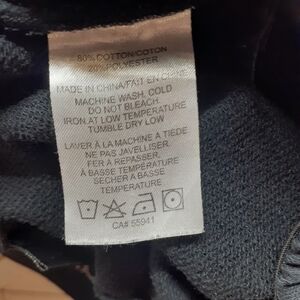 80% COTTON/COTON
20% POLYESTER
MADE IN CHINA/FAIT EN CHINE
MACHINE WASH, COLD
DO NOT BLEACH.
IRON AT LOW TEMPERATURE
TUMBLE DRY LOW
LAVER À LA MACHINE A TIEDE
NE PAS JAVELLISER.
FER A REPASSER,
À BASSE TEMPÉRATURE
SECHER A BASSE
TEMPERATURE
CA# 55941